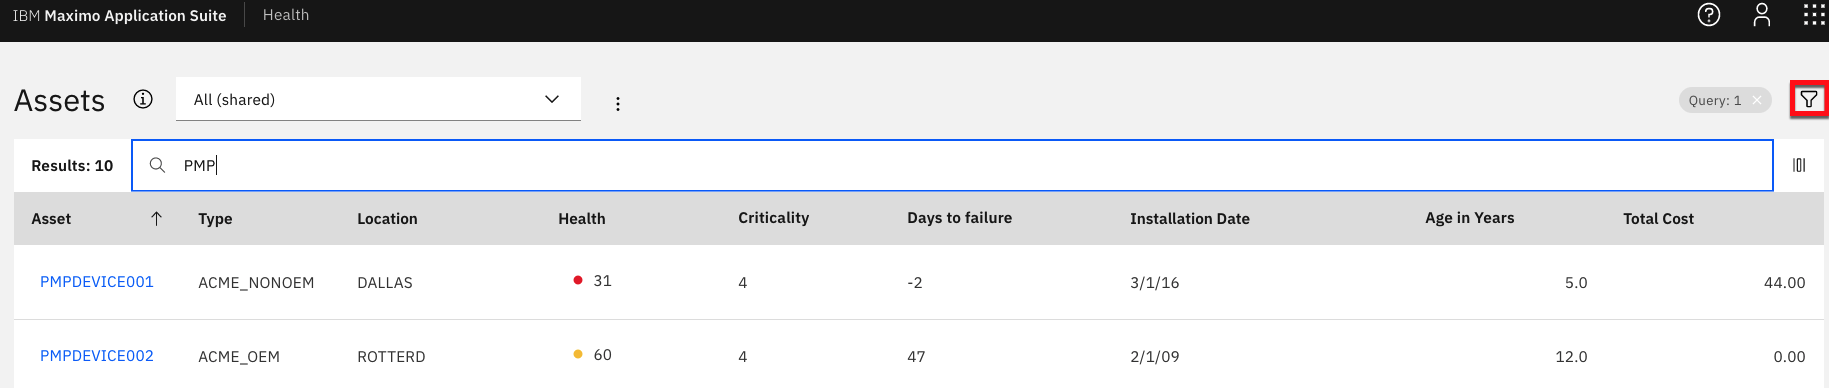 IBM Maximo Application Suite Health
Assets All (shared) Query: 1
Results: 10 PMP
Asset Type Location Health Criticality Days to failure Installation Date Age in Years Total Cost
PMPDEVICE001 ACME_NONOEM DALLAS 31 4 -2 3/1/16 5.0 44.00
PMPDEVICE002 ACME_OEM ROTTERD 60 4 47 2/1/09 12.0 0.00